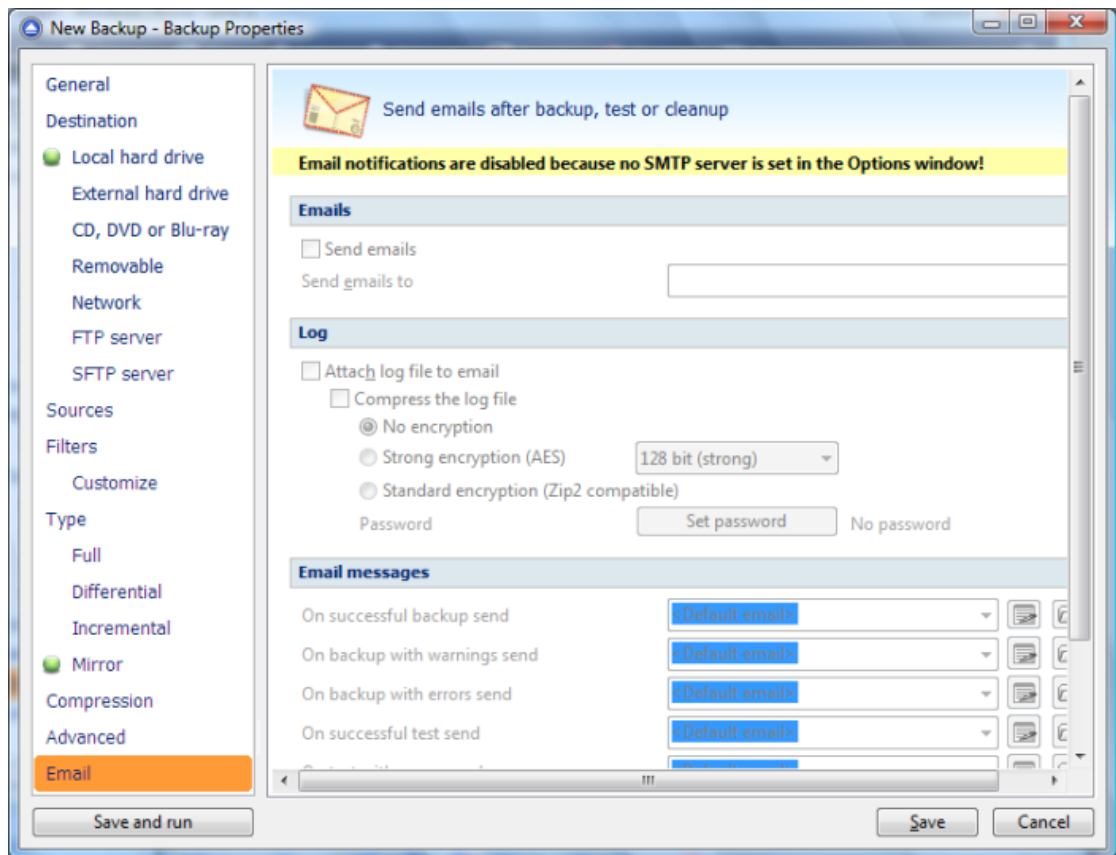 New Backup - Backup Properties
General
Destination
Local hard drive
External hard drive
CD, DVD or Blu-ray
Removable
Network
FTP server
SFTP server
Sources
Filters
Customize
Type
Full
Differential
Incremental
Mirror
Compression
Advanced
Email
Send emails after backup, test or cleanup
Email notifications are disabled because no SMTP server is set in the Options window!
Emails
Send emails
Send emails to
Log
Attach log file to email
Compress the log file
No encryption
Strong encryption (AES) 128 bit (strong)
Standard encryption (Zip2 compatible)
Password Set password No password
Email messages
On successful backup send <Default email>
On backup with warnings send <Default email>
On backup with errors send <Default email>
On successful test send <Default email>
Save and run Save Cancel